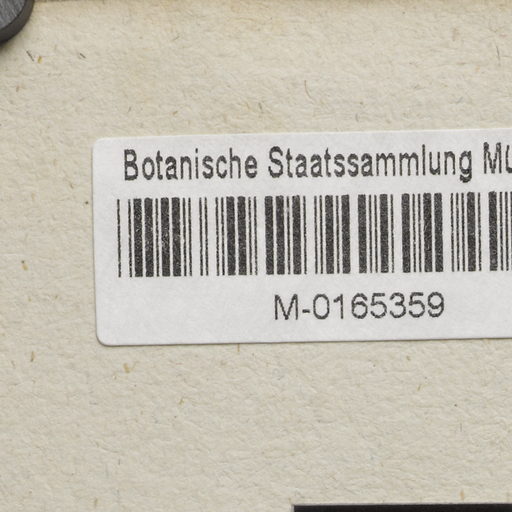 Botanische Staatssammlung Mü
M-0165359